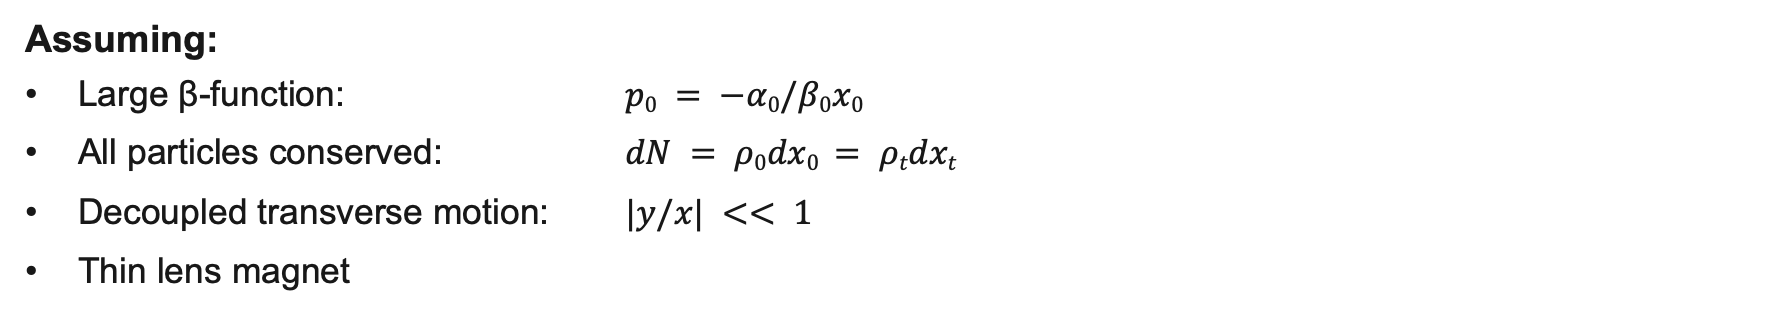 Assuming:
• Large β-function: p₀ = −α₀/β₀x₀
• All particles conserved: dN = ρ₀dx₀ = ρₜdxₜ
• Decoupled transverse motion: |y/x| << 1
• Thin lens magnet